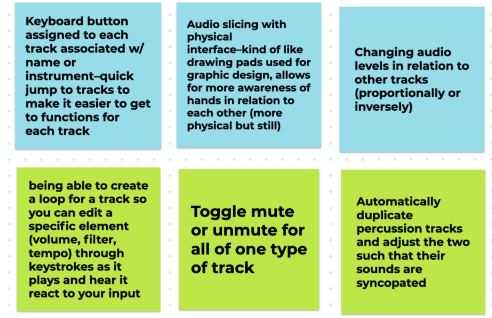 Keyboard button
assigned to each
track associated w/
name or
instrument–quick
jump to tracks to
make it easier to get
to functions for
each track
Audio slicing with
physical
interface–kind of like
drawing pads used for
graphic design, allows
for more awareness of
hands in relation to
each other (more
physical but still)
Changing audio
levels in relation to
other tracks
(proportionally or
inversely)
being able to create
a loop for a track so
you can edit a
specific element
(volume, filter,
tempo) through
keystrokes as it
plays and hear it
react to your input
Toggle mute
or unmute for
all of one type
of track
Automatically
duplicate
percussion tracks
and adjust the two
such that their
sounds are
syncopated